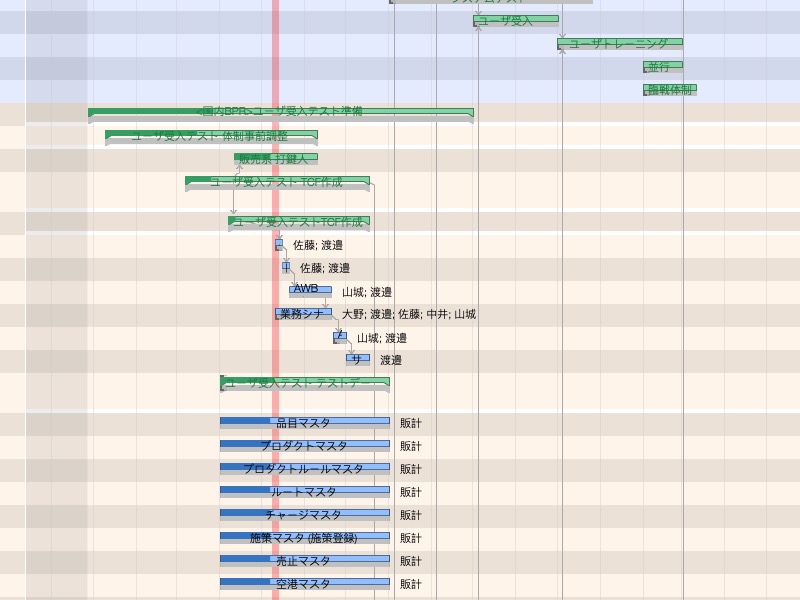 システムテスト
ユーザ受入
ユーザトレーニング
並行
臨戦体制
<国内BPR>ユーザ受入テスト準備
ユーザ受入テスト 体制事前調整
販売系 打鍵人
ユーザ受入テスト TCF作成
ユーザ受入テストTCF作成
佐藤; 渡邉
佐藤; 渡邉
AWB 山城; 渡邉
業務シナ 大野; 渡邉; 佐藤; 中井; 山城
山城; 渡邉
サ 渡邉
ユーザ受入テスト テストデー
品目マスタ 販計
プロダクトマスタ 販計
プロダクトルールマスタ 販計
ルートマスタ 販計
チャージマスタ 販計
施策マスタ (施策登録) 販計
売止マスタ 販計
空港マスタ 販計